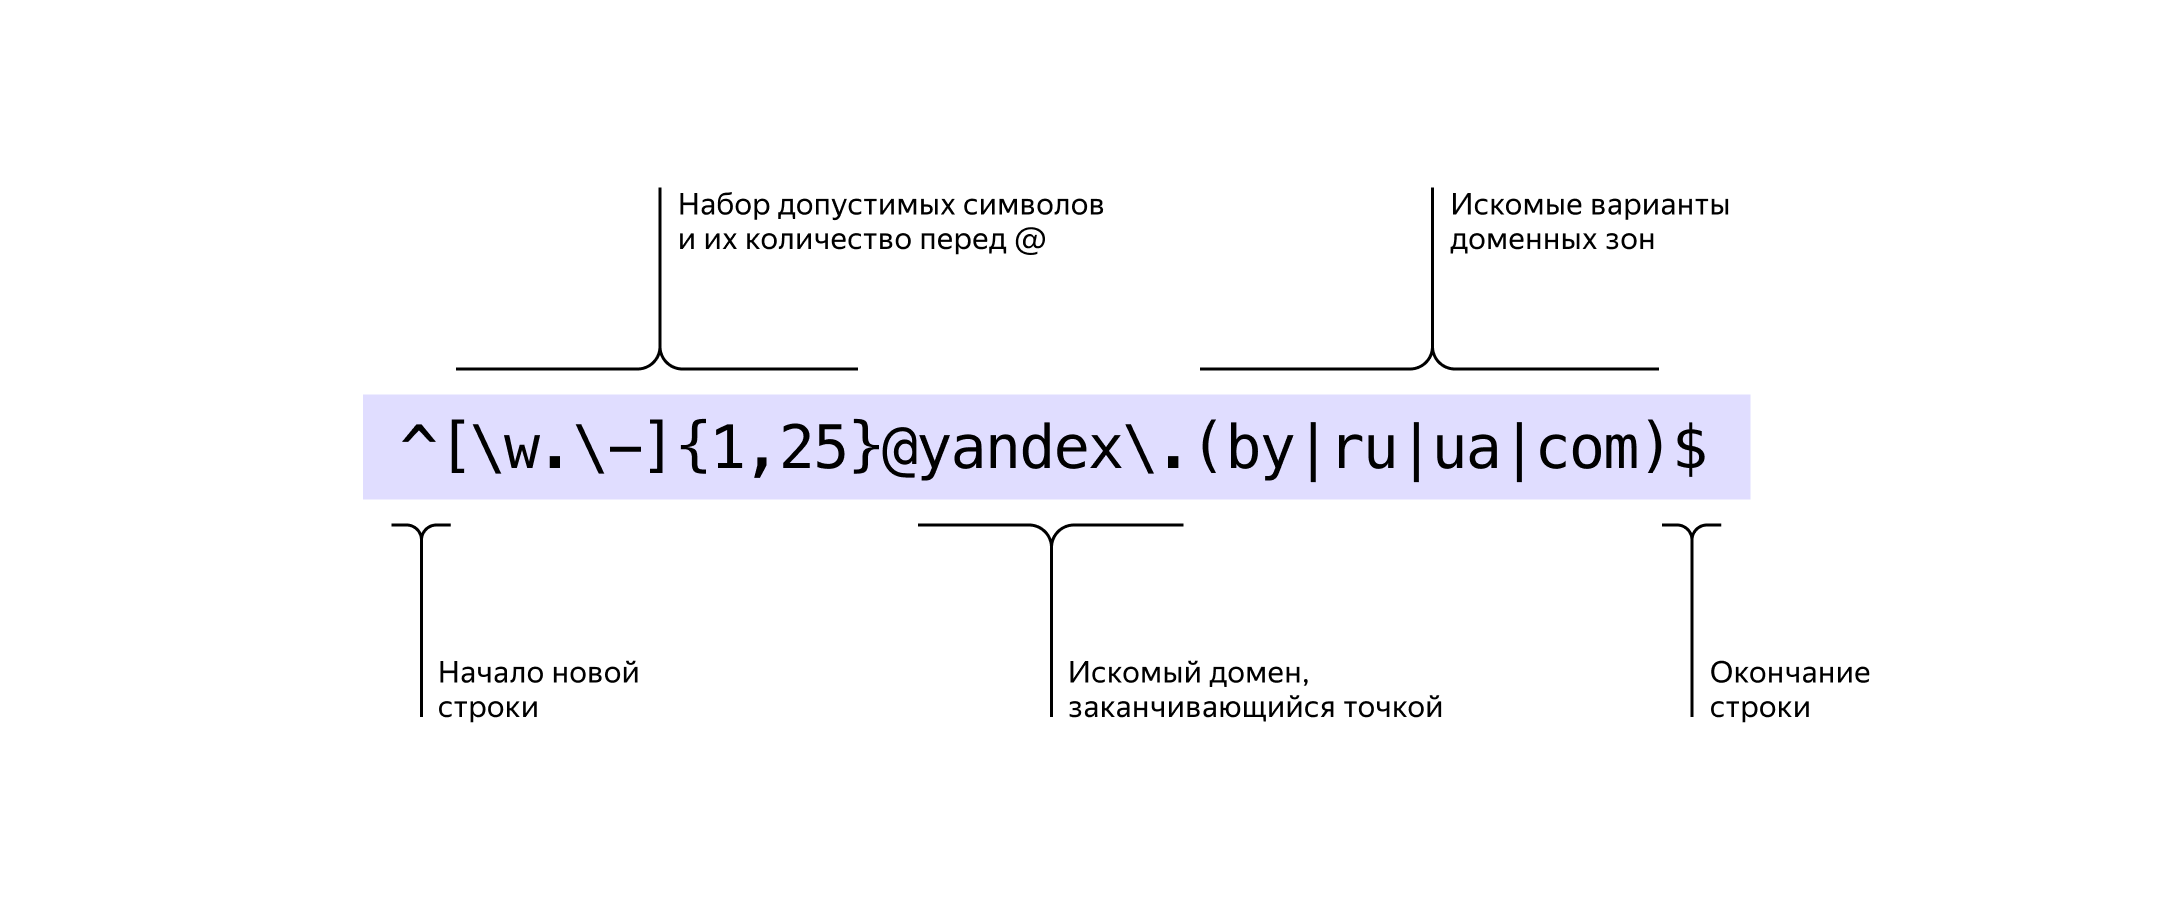 Набор допустимых символов
и их количество перед @
Искомые варианты
доменных зон
^[\w.\-]{1,25}@yandex\.(by|ru|ua|com)$
Начало новой
строки
Искомый домен,
заканчивающийся точкой
Окончание
строки